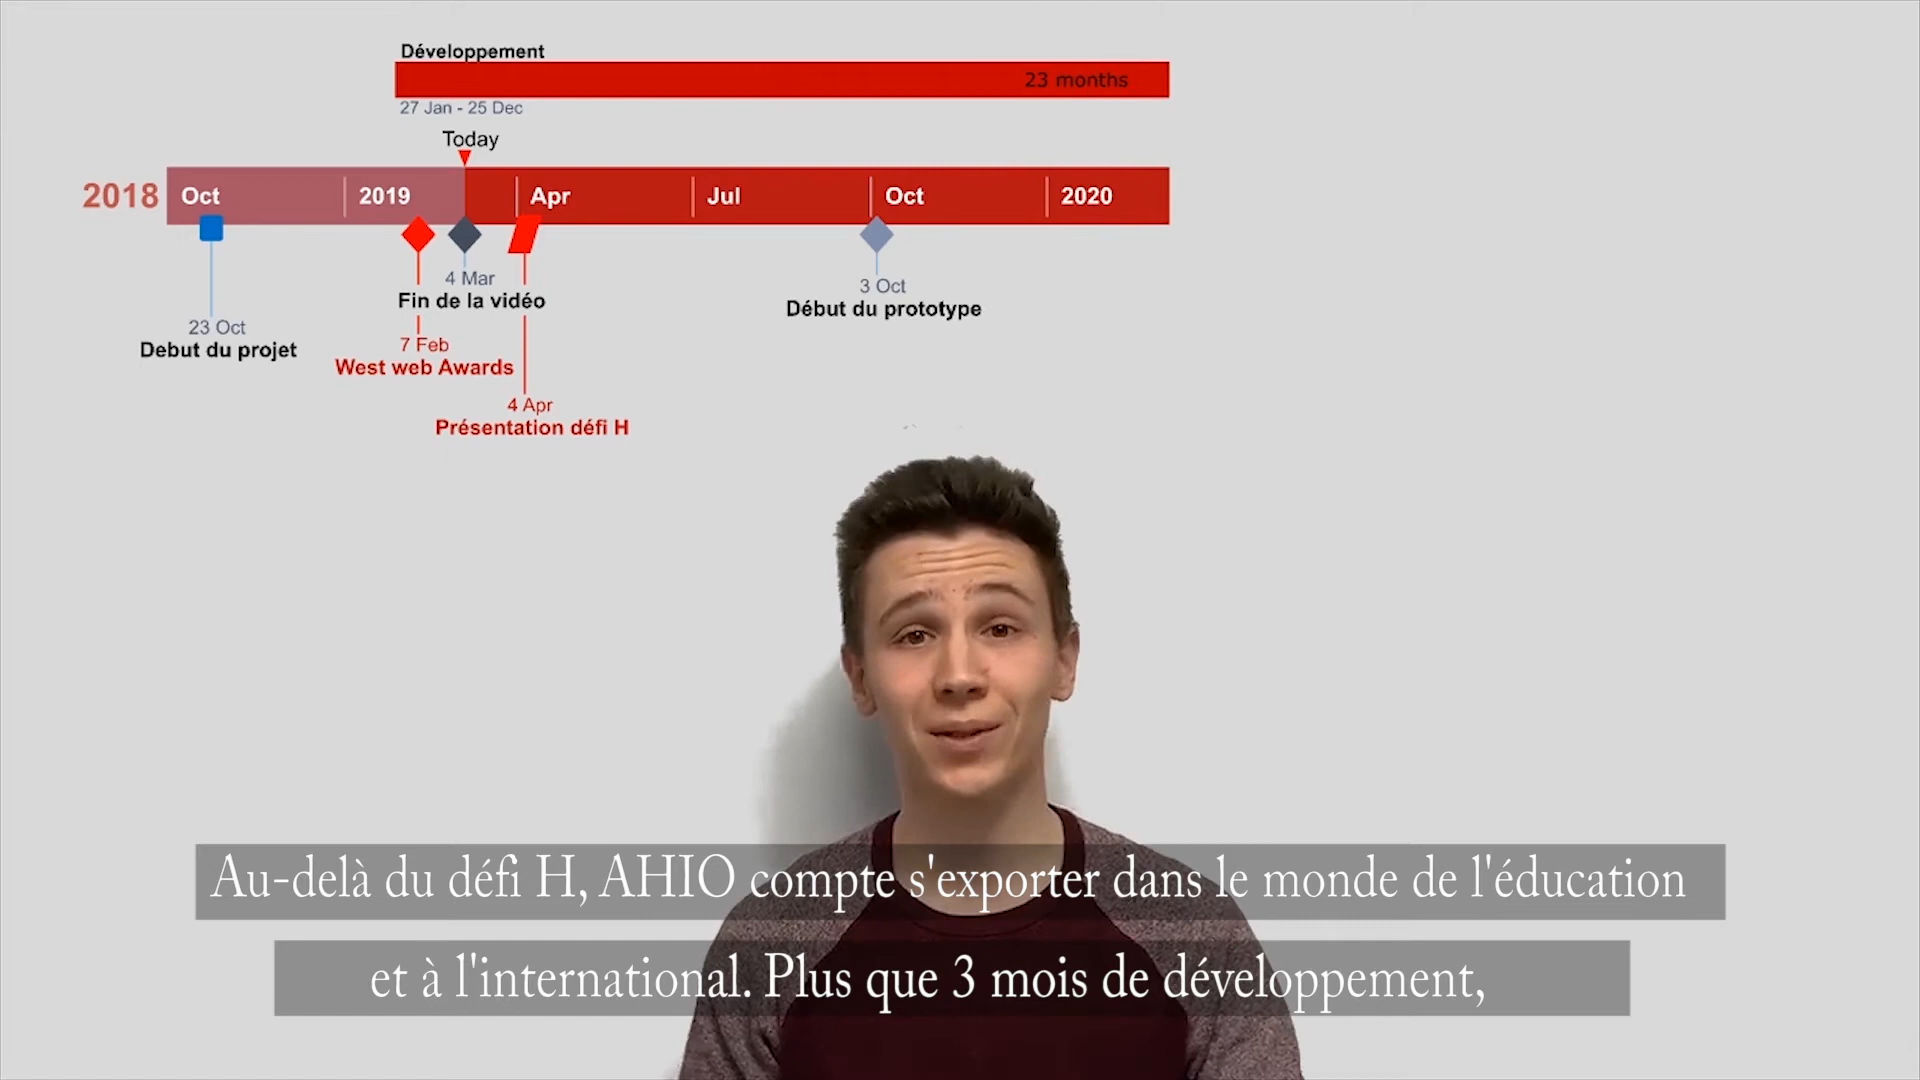 Développement
23 months
27 Jan - 25 Dec
Today
2018
Oct
2019
Apr
Jul
Oct
2020
4 Mar
Fin de la vidéo
3 Oct
Début du prototype
23 Oct
Debut du projet
7 Feb
West web Awards
4 Apr
Présentation défi H
Au-delà du défi H, AHIO compte s'exporter dans le monde de l'éducation
et à l'international. Plus que 3 mois de développement,